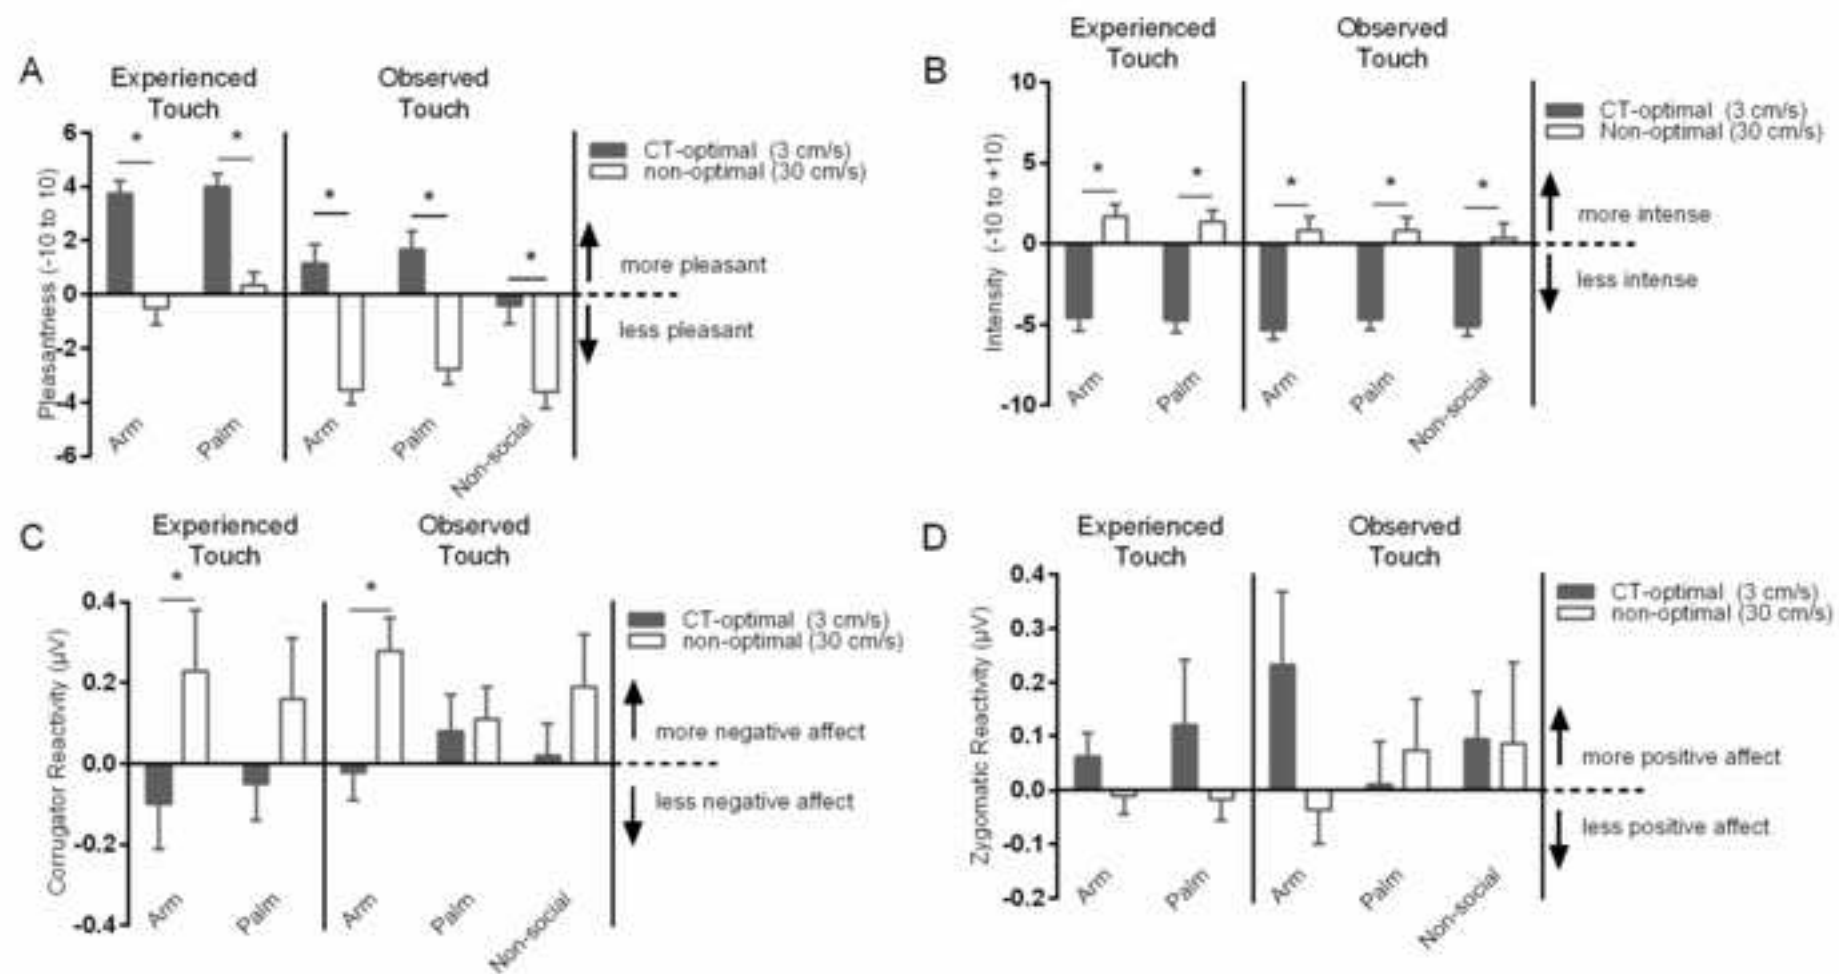 A
Experienced
Touch
Observed
Touch
*
*
*
*
*
CT-optimal (3 cm/s)
non-optimal (30 cm/s)
more pleasant
less pleasant
Pleasantness (-10 to 10)
6
4
2
0
-2
-4
-6
Arm
Palm
Arm
Palm
Non-social
B
Experienced
Touch
Observed
Touch
*
*
*
*
*
CT-optimal (3 cm/s)
Non-optimal (30 cm/s)
more intense
less intense
Intensity (-10 to +10)
10
5
0
-5
-10
Arm
Palm
Arm
Palm
Non-social
C
Experienced
Touch
Observed
Touch
*
*
CT-optimal (3 cm/s)
non-optimal (30 cm/s)
more negative affect
less negative affect
Corrugator Reactivity (µV)
0.4
0.2
0.0
-0.2
-0.4
Arm
Palm
Arm
Palm
Non-social
D
Experienced
Touch
Observed
Touch
CT-optimal (3 cm/s)
non-optimal (30 cm/s)
more positive affect
less positive affect
Zygomatic Reactivity (µV)
0.4
0.3
0.2
0.1
0.0
-0.1
-0.2
Arm
Palm
Arm
Palm
Non-social